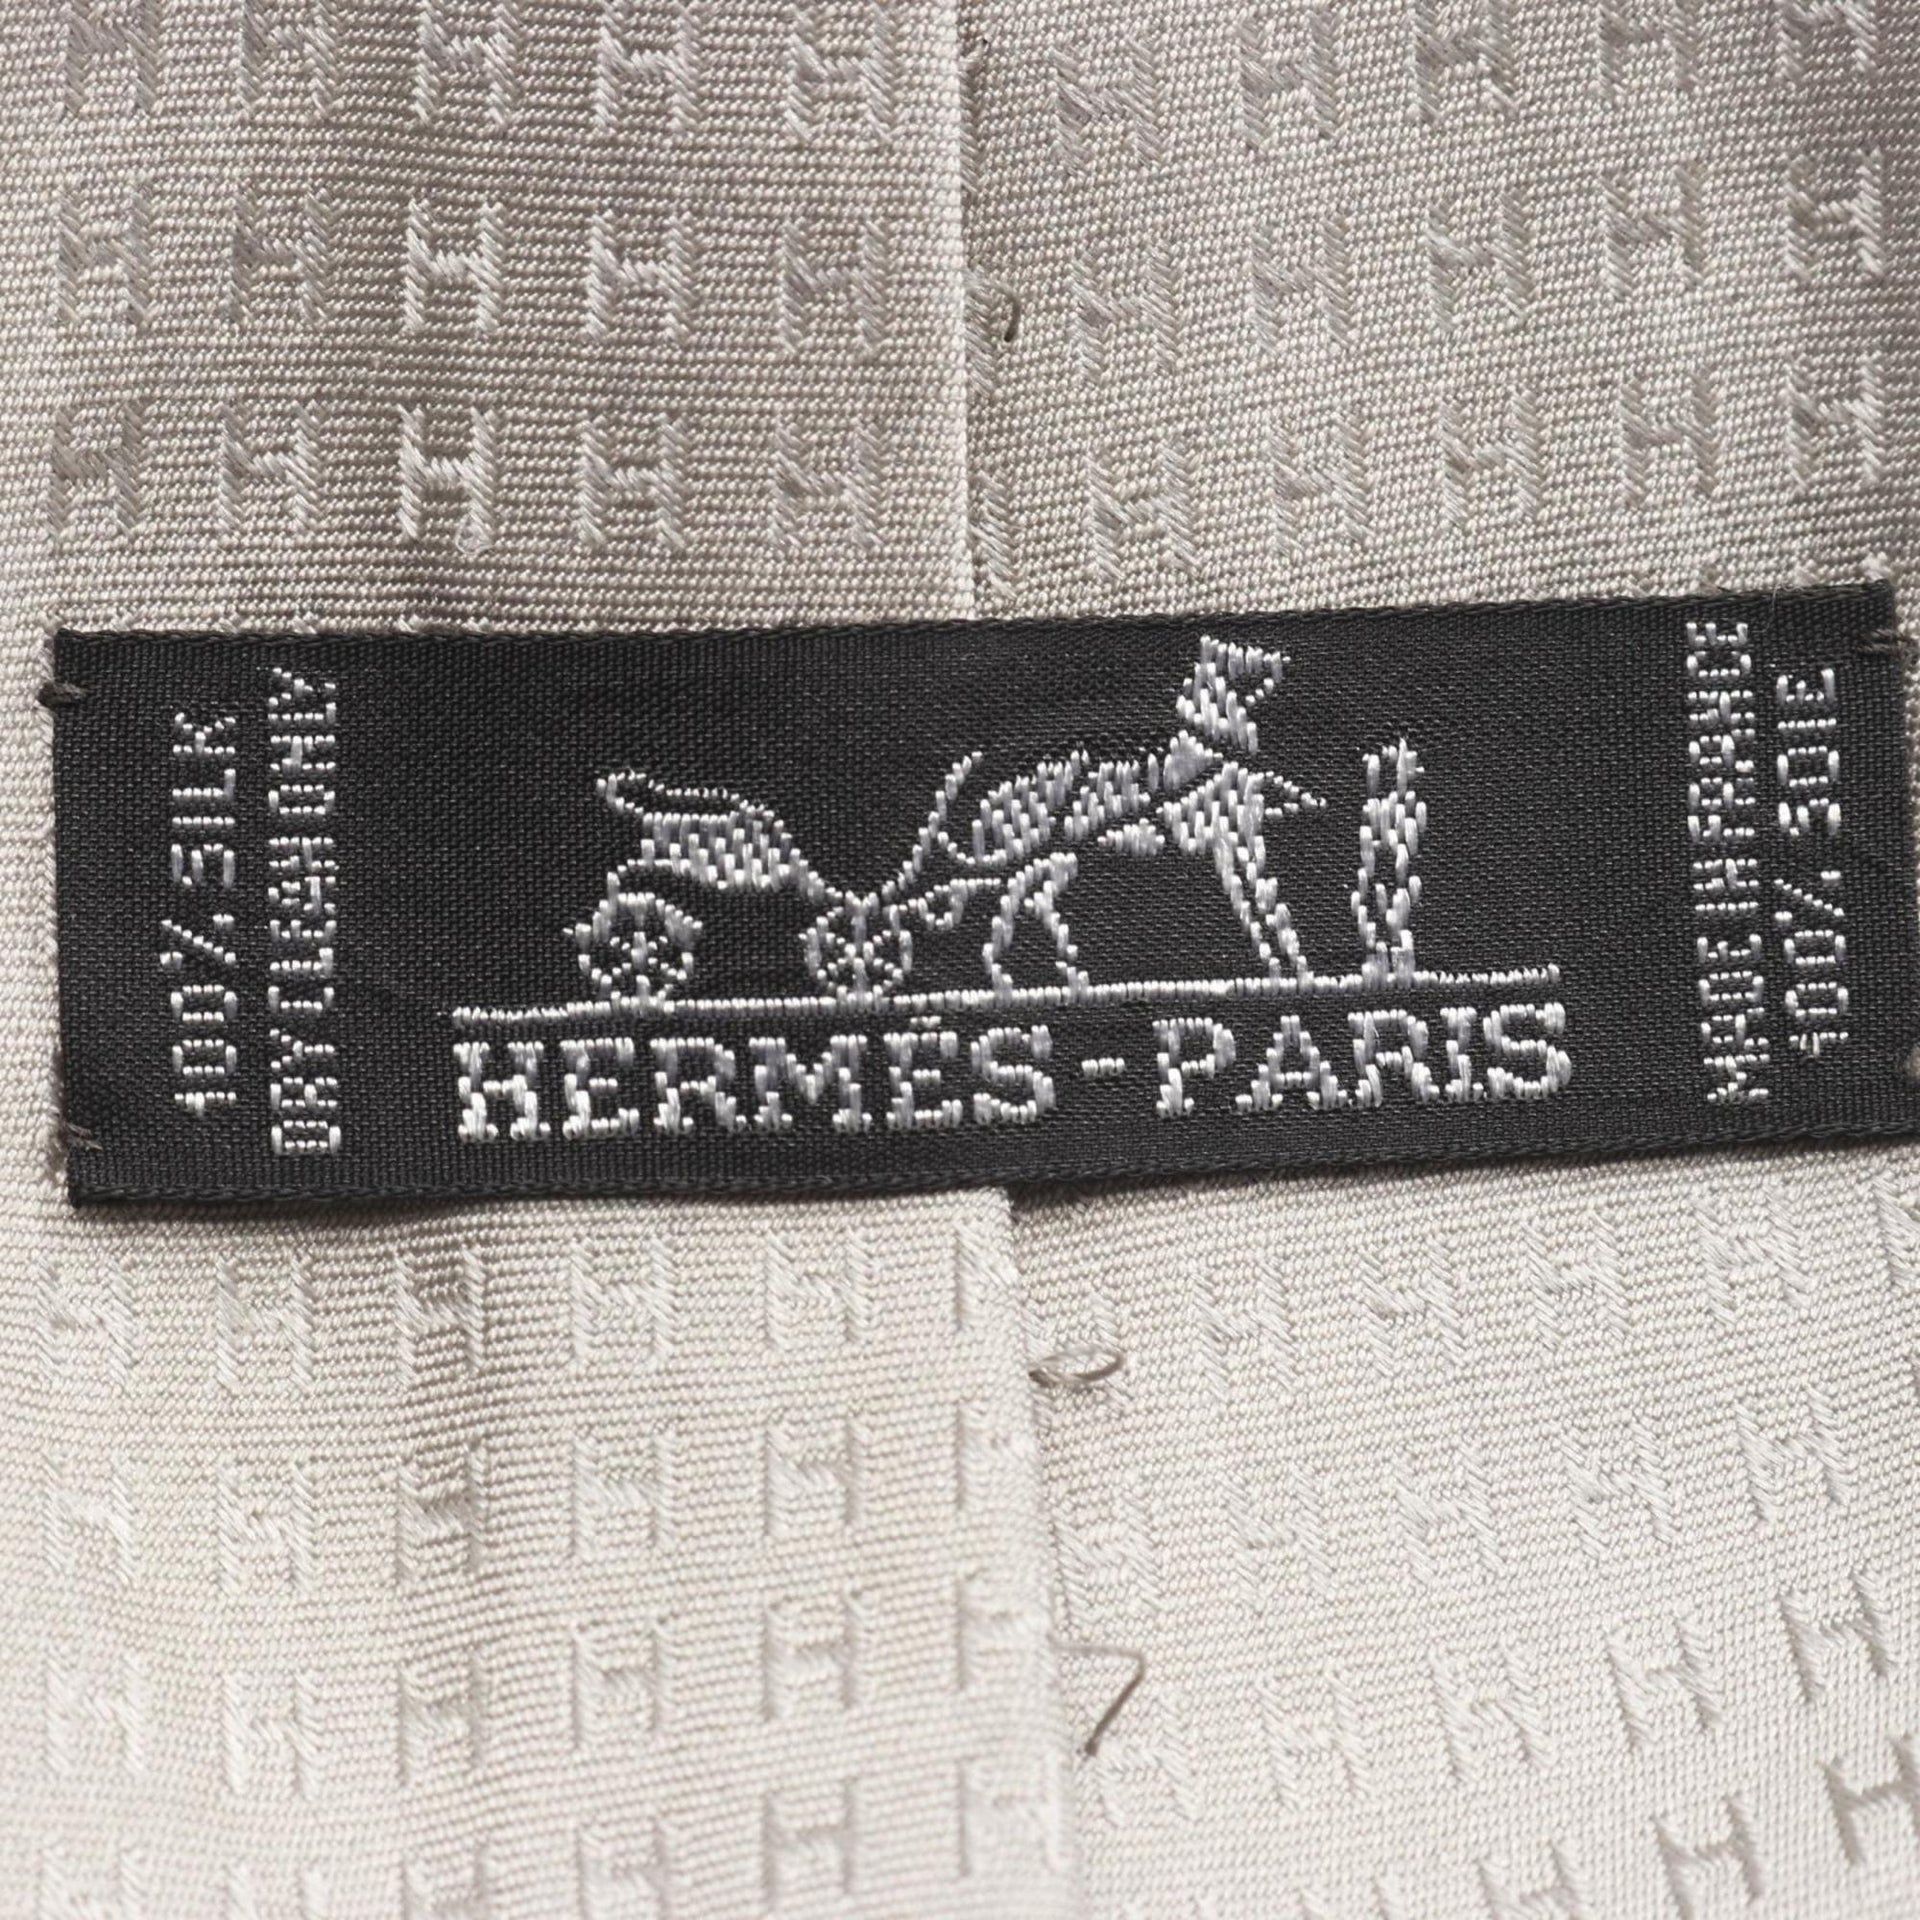 100% SILK
DRY CLEAN ONLY
HERMÈS-PARIS
MADE IN FRANCE
100% SOIE